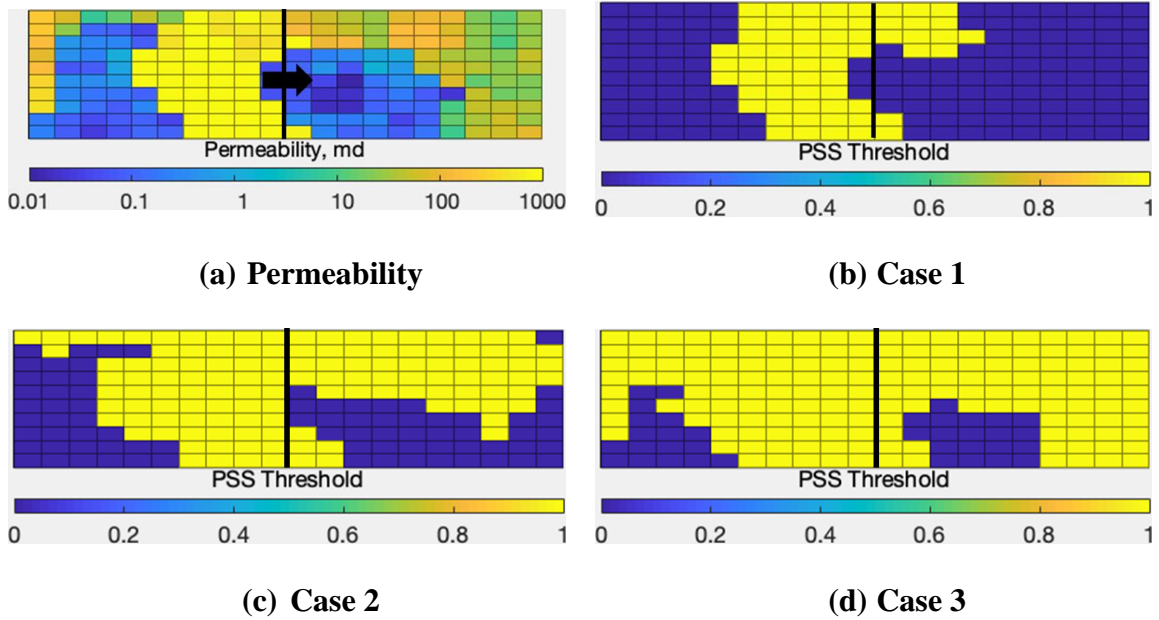 Permeability, md
0.01 0.1 1 10 100 1000
PSS Threshold
0 0.2 0.4 0.6 0.8 1
(a) Permeability
(b) Case 1
PSS Threshold
0 0.2 0.4 0.6 0.8 1
PSS Threshold
0 0.2 0.4 0.6 0.8 1
(c) Case 2
(d) Case 3